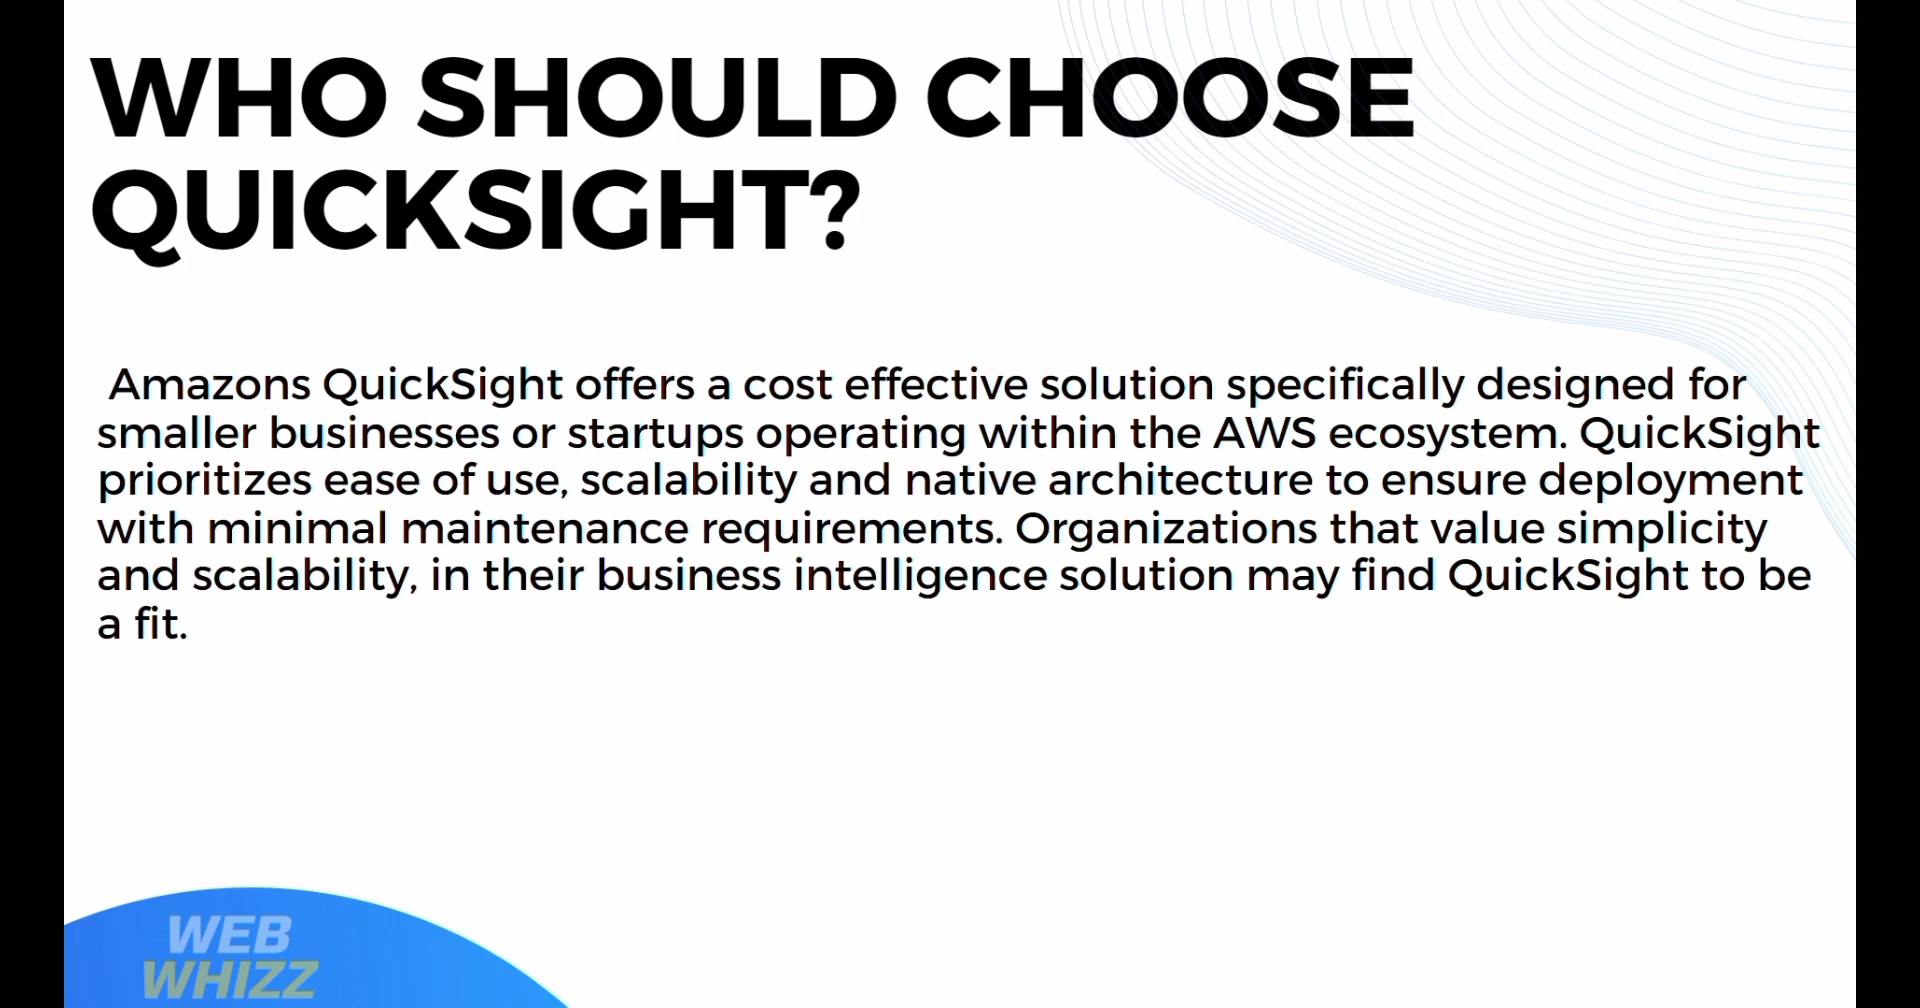 WHO SHOULD CHOOSE
QUICKSIGHT?
Amazons QuickSight offers a cost effective solution specifically designed for
smaller businesses or startups operating within the AWS ecosystem. QuickSight
prioritizes ease of use, scalability and native architecture to ensure deployment
with minimal maintenance requirements. Organizations that value simplicity
and scalability, in their business intelligence solution may find QuickSight to be
a fit.
WEB
WHIZZ